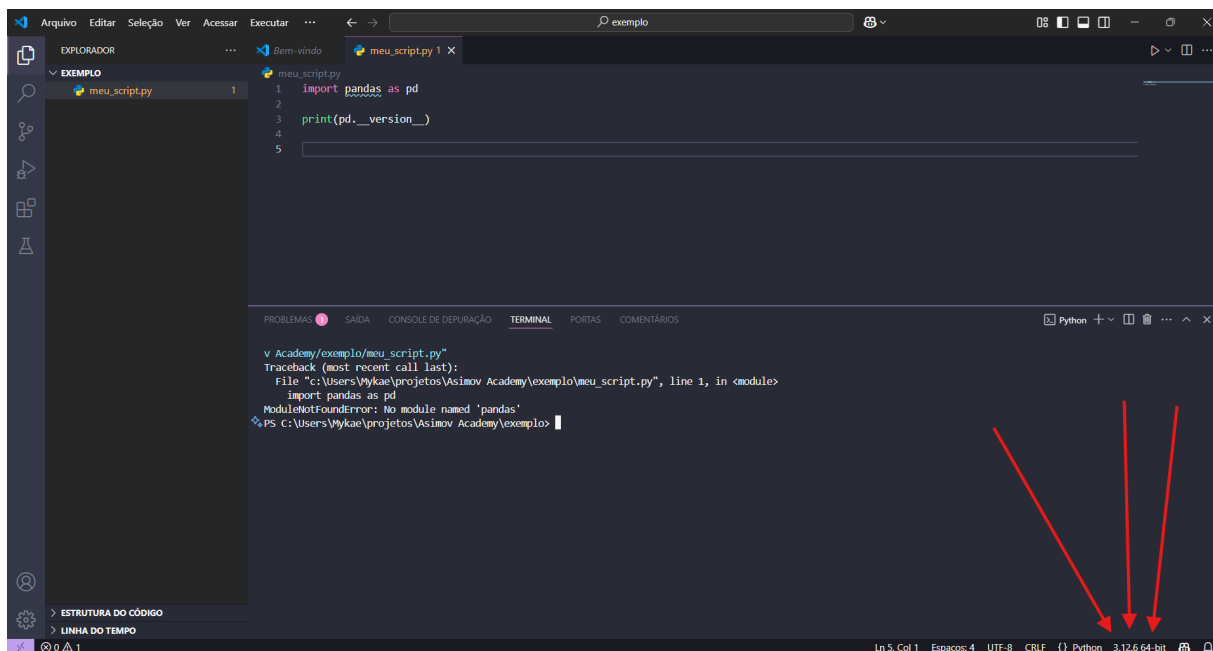 Arquivo Editar Seleção Ver Acessar Executar ··· exemplo
EXPLORADOR ···
Bem-vindo meu_script.py 1
EXEMPLO
meu_script.py 1
meu_script.py
1 import pandas as pd
2
3 print(pd.__version__)
4
5
PROBLEMAS 1 SAÍDA CONSOLE DE DEPURAÇÃO TERMINAL PORTAS COMENTÁRIOS Python
v Academy/exemplo/meu_script.py"
Traceback (most recent call last):
File "c:\Users\Mykae\projetos\Asimov Academy\exemplo\meu_script.py", line 1, in <module>
import pandas as pd
ModuleNotFoundError: No module named 'pandas'
PS C:\Users\Mykae\projetos\Asimov Academy\exemplo>
ESTRUTURA DO CÓDIGO
LINHA DO TEMPO
0 1 Ln 5, Col 1 Espaços: 4 UTF-8 CRLF {} Python 3.12.6 64-bit